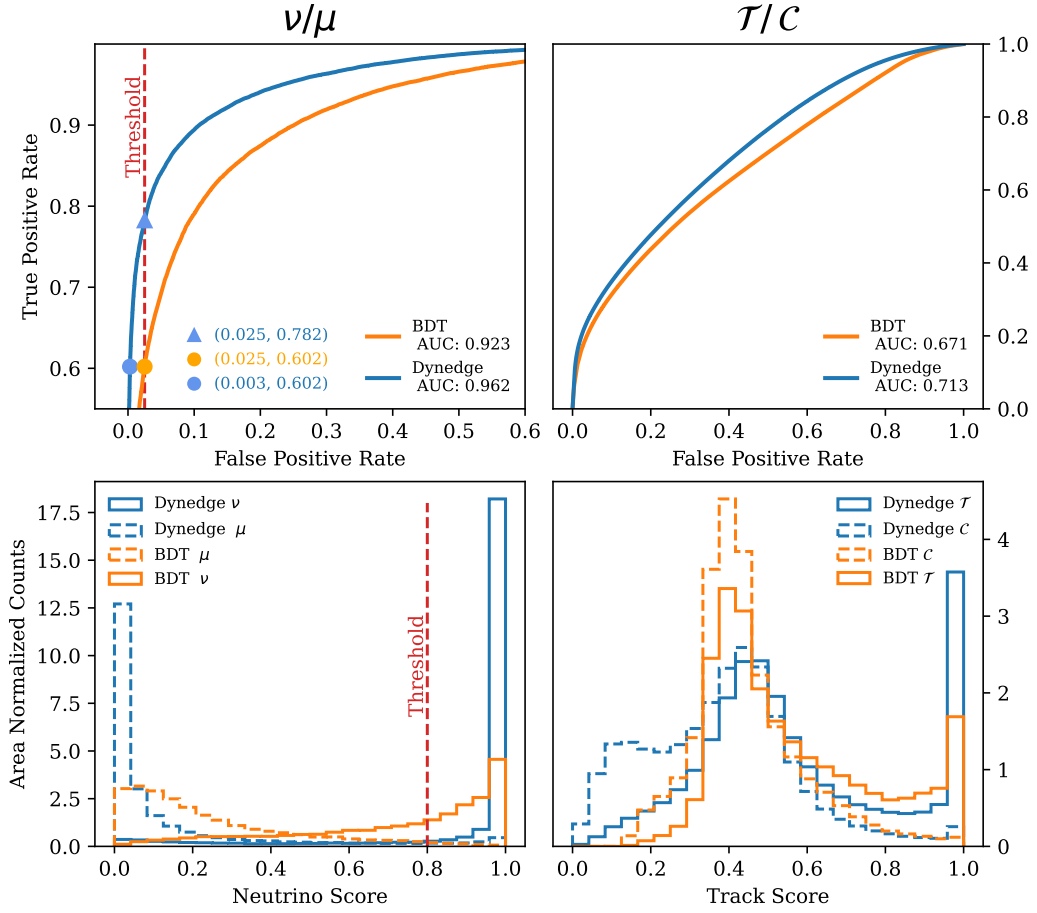 ν/μ
𝒯/𝒞
True Positive Rate
0.9
0.8
0.7
0.6
Threshold
(0.025, 0.782)
(0.025, 0.602)
(0.003, 0.602)
BDT
AUC: 0.923
Dynedge
AUC: 0.962
0.0 0.1 0.2 0.3 0.4 0.5 0.6
False Positive Rate
BDT
AUC: 0.671
Dynedge
AUC: 0.713
1.0
0.8
0.6
0.4
0.2
0.0
0.0 0.2 0.4 0.6 0.8 1.0
False Positive Rate
Area Normalized Counts
17.5
15.0
12.5
10.0
7.5
5.0
2.5
0.0
Dynedge ν
Dynedge μ
BDT μ
BDT ν
Threshold
0.0 0.2 0.4 0.6 0.8 1.0
Neutrino Score
Dynedge 𝒯
Dynedge 𝒞
BDT 𝒞
BDT 𝒯
4
3
2
1
0
0.0 0.2 0.4 0.6 0.8 1.0
Track Score